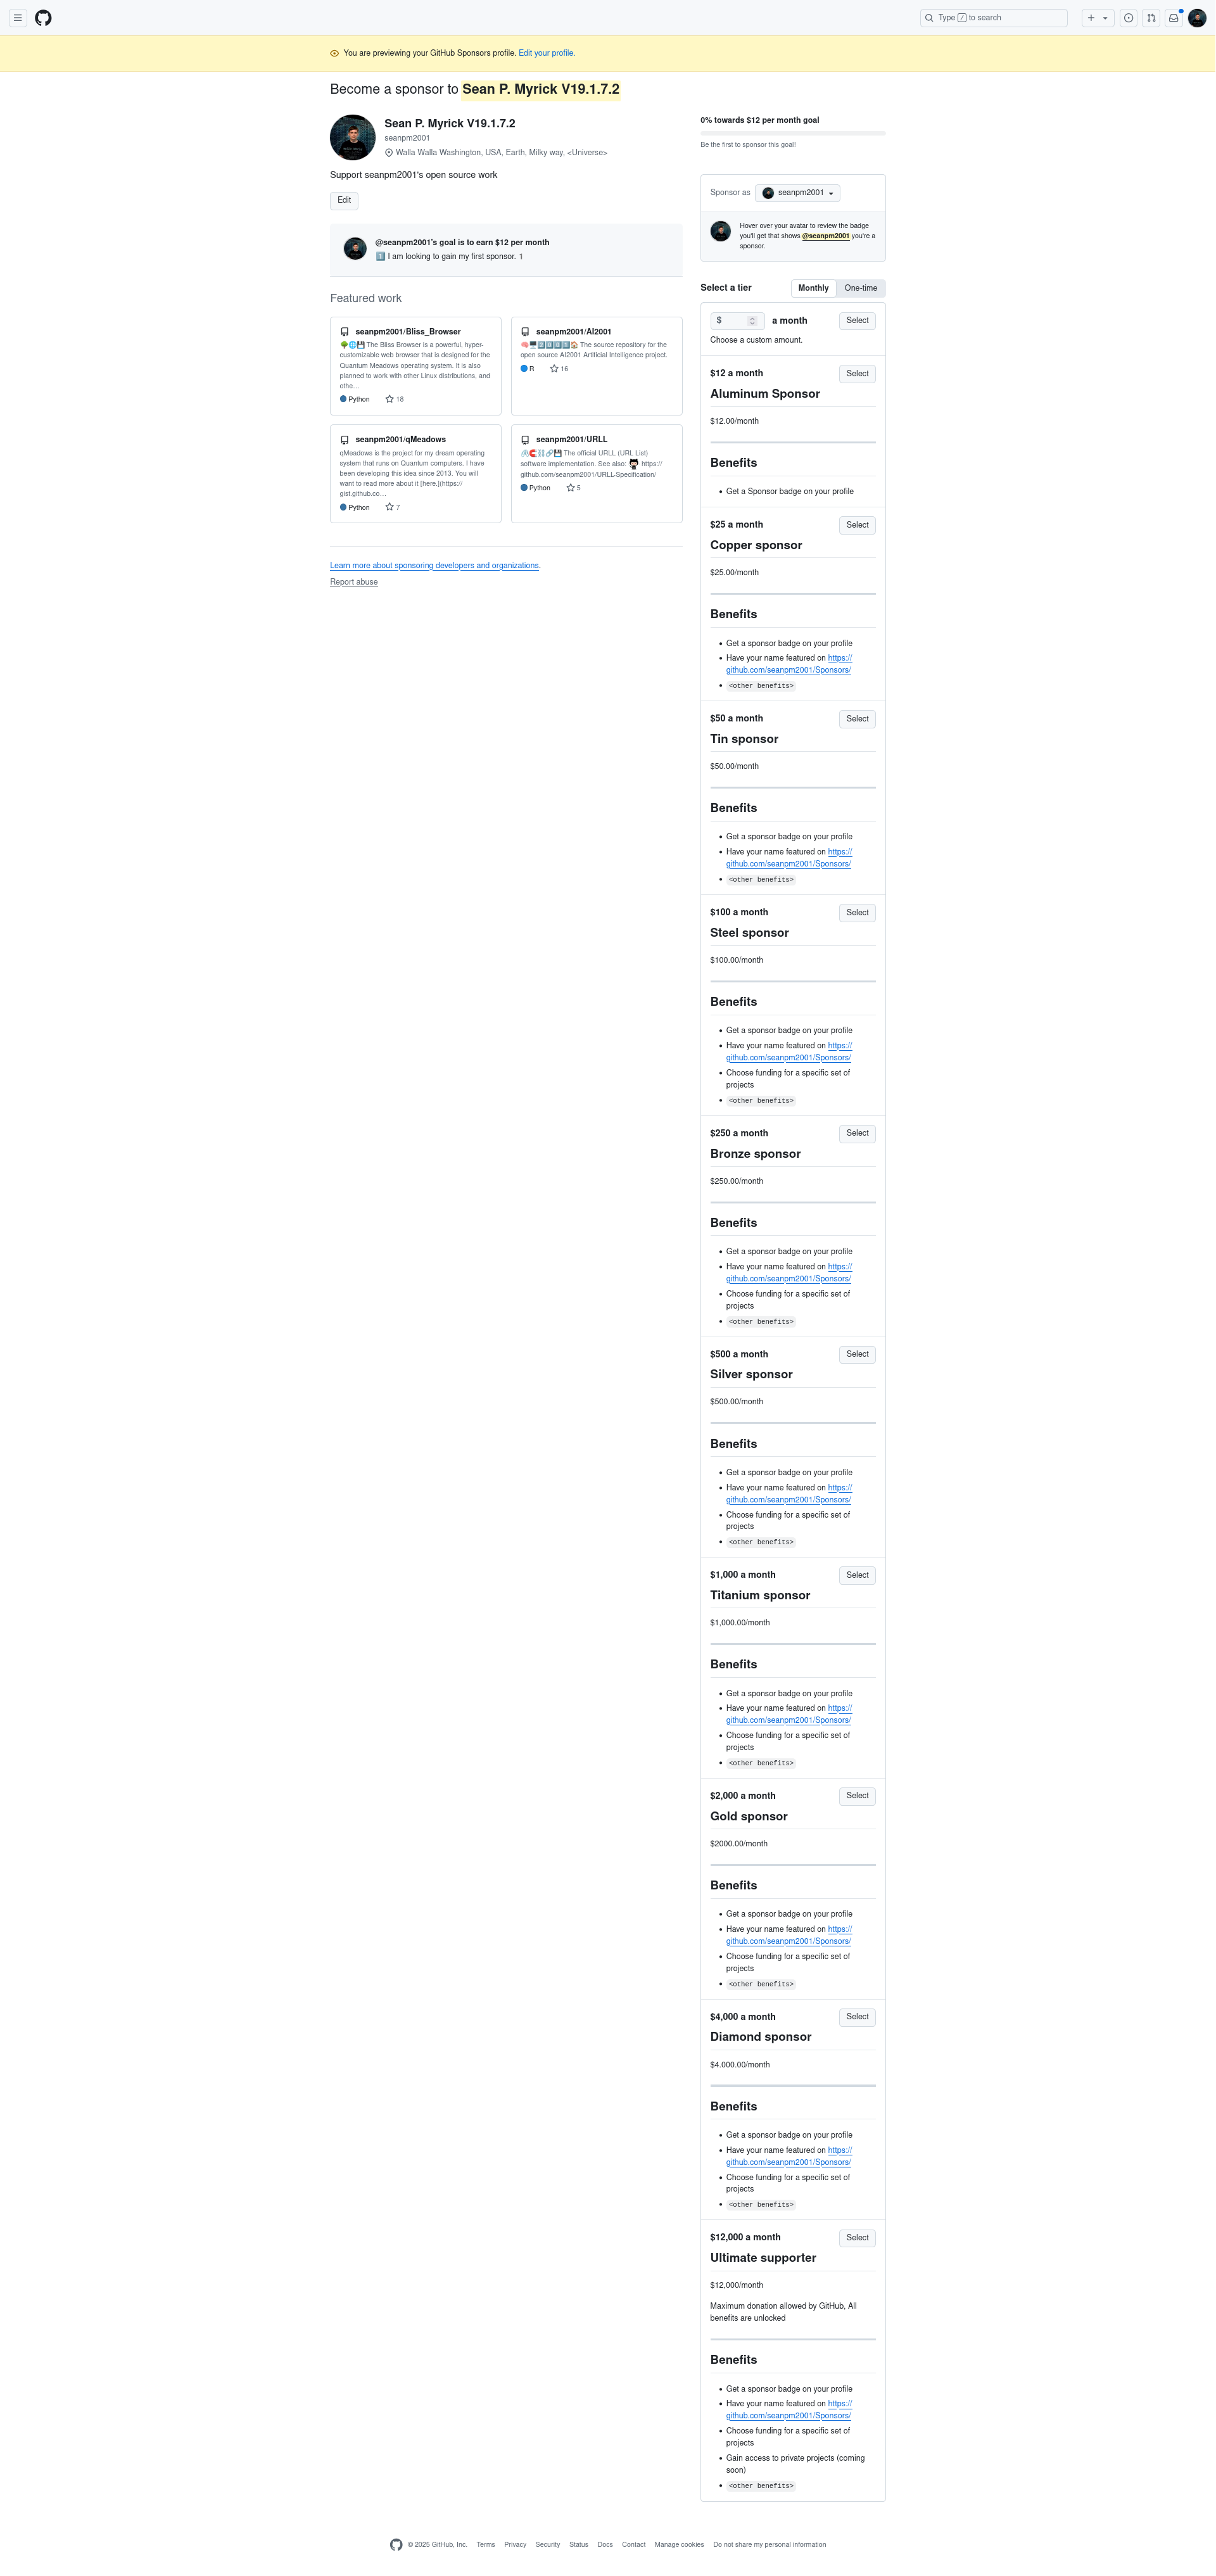 Type / to search
You are previewing your GitHub Sponsors profile. Edit your profile.
Become a sponsor to Sean P. Myrick V19.1.7.2
Sean P. Myrick V19.1.7.2
seanpm2001
Walla Walla Washington, USA, Earth, Milky way, <Universe>
Support seanpm2001's open source work
Edit
@seanpm2001's goal is to earn $12 per month
1️⃣ I am looking to gain my first sponsor. 1
Featured work
seanpm2001/Bliss_Browser
🌳🌐💾 The Bliss Browser is a powerful, hyper-
customizable web browser that is designed for the
Quantum Meadows operating system. It is also
planned to work with other Linux distributions, and
othe…
Python 18
seanpm2001/AI2001
🧠🖥️2️⃣0️⃣0️⃣1️⃣🏠 The source repository for the
open source AI2001 Artificial Intelligence project.
R 16
seanpm2001/qMeadows
qMeadows is the project for my dream operating
system that runs on Quantum computers. I have
been developing this idea since 2013. You will
want to read more about it [here.](https://
gist.github.co…
Python 7
seanpm2001/URLL
The official URLL (URL List)
software implementation. See also: https://
github.com/seanpm2001/URLL-Specification/
Python 5
Learn more about sponsoring developers and organizations.
Report abuse
0% towards $12 per month goal
Be the first to sponsor this goal!
Sponsor as seanpm2001
Hover over your avatar to review the badge
you'll get that shows @seanpm2001 you're a
sponsor.
Select a tier
Monthly One-time
$ a month Select
Choose a custom amount.
$12 a month Select
Aluminum Sponsor
$12.00/month
Benefits
• Get a Sponsor badge on your profile
$25 a month Select
Copper sponsor
$25.00/month
Benefits
• Get a sponsor badge on your profile
• Have your name featured on https://
github.com/seanpm2001/Sponsors/
• <other benefits>
$50 a month Select
Tin sponsor
$50.00/month
Benefits
• Get a sponsor badge on your profile
• Have your name featured on https://
github.com/seanpm2001/Sponsors/
• <other benefits>
$100 a month Select
Steel sponsor
$100.00/month
Benefits
• Get a sponsor badge on your profile
• Have your name featured on https://
github.com/seanpm2001/Sponsors/
• Choose funding for a specific set of
projects
• <other benefits>
$250 a month Select
Bronze sponsor
$250.00/month
Benefits
• Get a sponsor badge on your profile
• Have your name featured on https://
github.com/seanpm2001/Sponsors/
• Choose funding for a specific set of
projects
• <other benefits>
$500 a month Select
Silver sponsor
$500.00/month
Benefits
• Get a sponsor badge on your profile
• Have your name featured on https://
github.com/seanpm2001/Sponsors/
• Choose funding for a specific set of
projects
• <other benefits>
$1,000 a month Select
Titanium sponsor
$1,000.00/month
Benefits
• Get a sponsor badge on your profile
• Have your name featured on https://
github.com/seanpm2001/Sponsors/
• Choose funding for a specific set of
projects
• <other benefits>
$2,000 a month Select
Gold sponsor
$2000.00/month
Benefits
• Get a sponsor badge on your profile
• Have your name featured on https://
github.com/seanpm2001/Sponsors/
• Choose funding for a specific set of
projects
• <other benefits>
$4,000 a month Select
Diamond sponsor
$4.000.00/month
Benefits
• Get a sponsor badge on your profile
• Have your name featured on https://
github.com/seanpm2001/Sponsors/
• Choose funding for a specific set of
projects
• <other benefits>
$12,000 a month Select
Ultimate supporter
$12,000/month
Maximum donation allowed by GitHub, All
benefits are unlocked
Benefits
• Get a sponsor badge on your profile
• Have your name featured on https://
github.com/seanpm2001/Sponsors/
• Choose funding for a specific set of
projects
• Gain access to private projects (coming
soon)
• <other benefits>
© 2025 GitHub, Inc. Terms Privacy Security Status Docs Contact Manage cookies Do not share my personal information